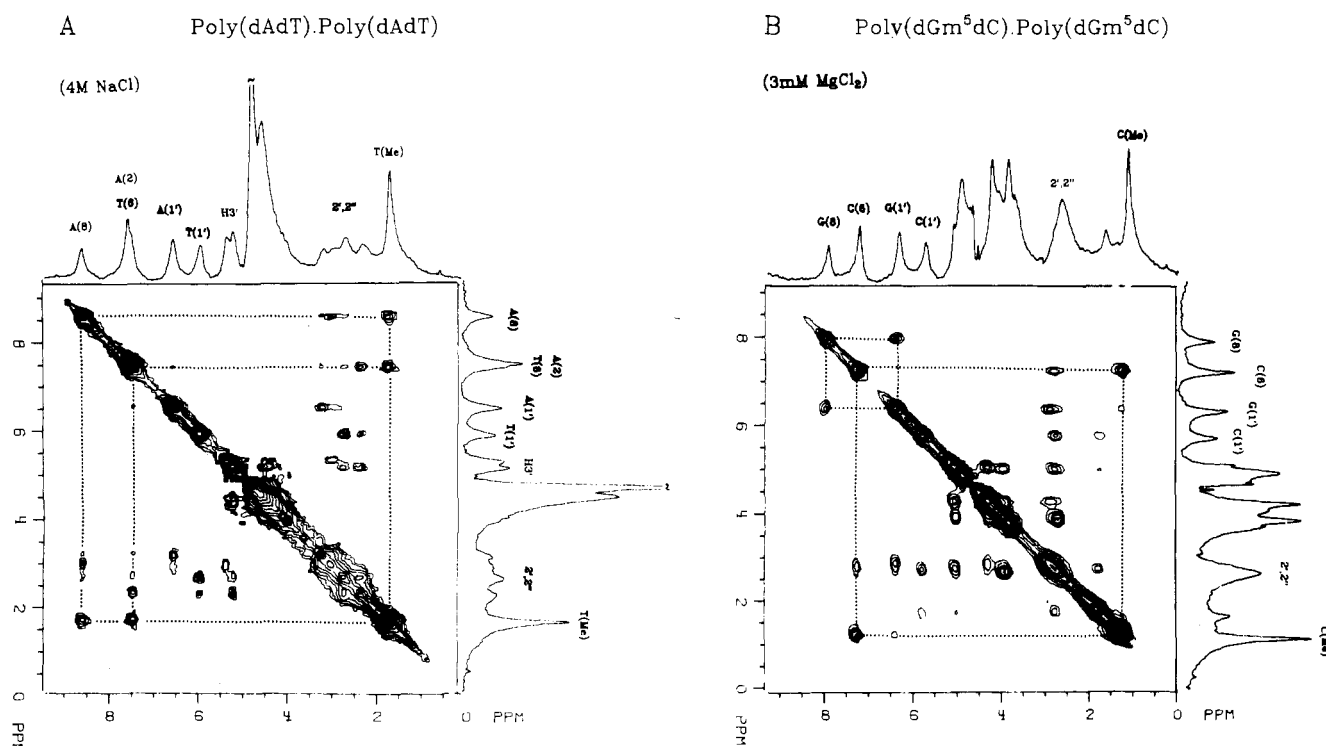 A
Poly(dAdT).Poly(dAdT)
(4M NaCl)
A(8)
A(2)
T(6)
A(1')
T(1')
H3'
2',2"
T(Me)
A(8)
A(2)
T(6)
A(1')
T(1')
H3'
2',2"
T(Me)
0
2
4
6
8
8
6
4
2
0
PPM
B
Poly(dGm⁵dC).Poly(dGm⁵dC)
(3mM MgCl₂)
G(8)
C(6)
G(1')
C(1')
2',2"
C(Me)
G(8)
C(6)
G(1')
C(1')
2',2"
8
6
4
2
0
PPM
8
6
4
2
0
PPM